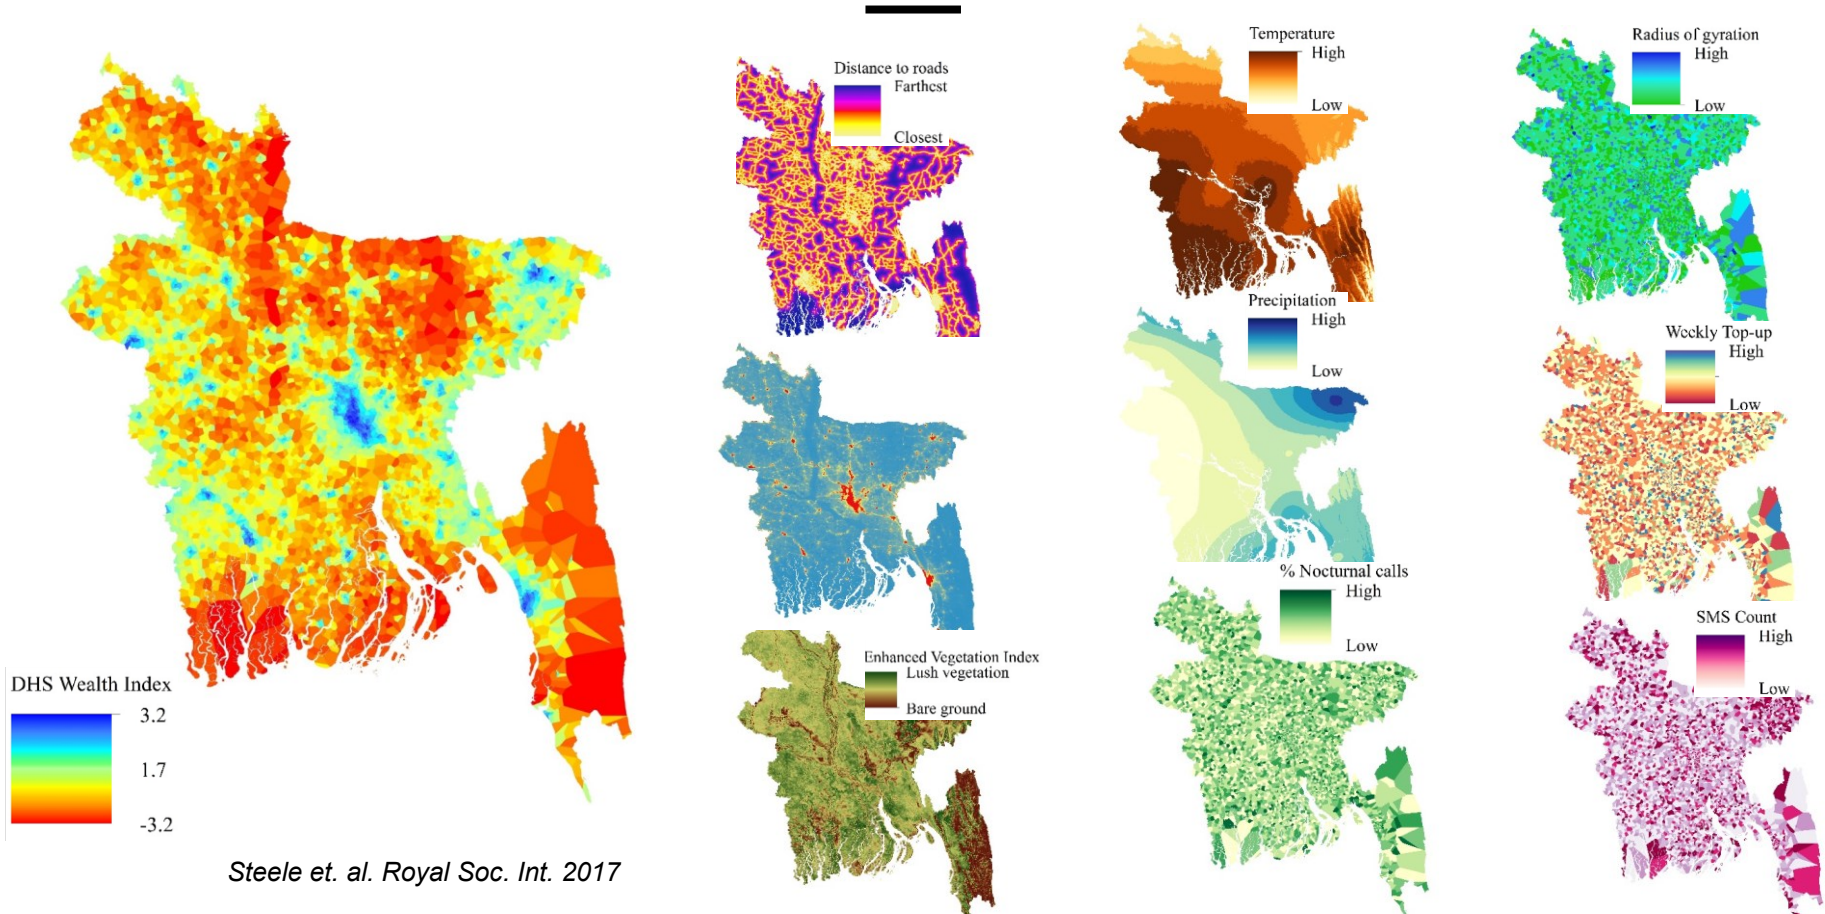 Distance to roads
Farthest
Closest
Temperature
High
Low
Radius of gyration
High
Low
Precipitation
High
Low
Weekly Top-up
High
Low
% Nocturnal calls
High
Low
SMS Count
High
Low
Enhanced Vegetation Index
Lush vegetation
Bare ground
DHS Wealth Index
3.2
1.7
-3.2
Steele et. al. Royal Soc. Int. 2017